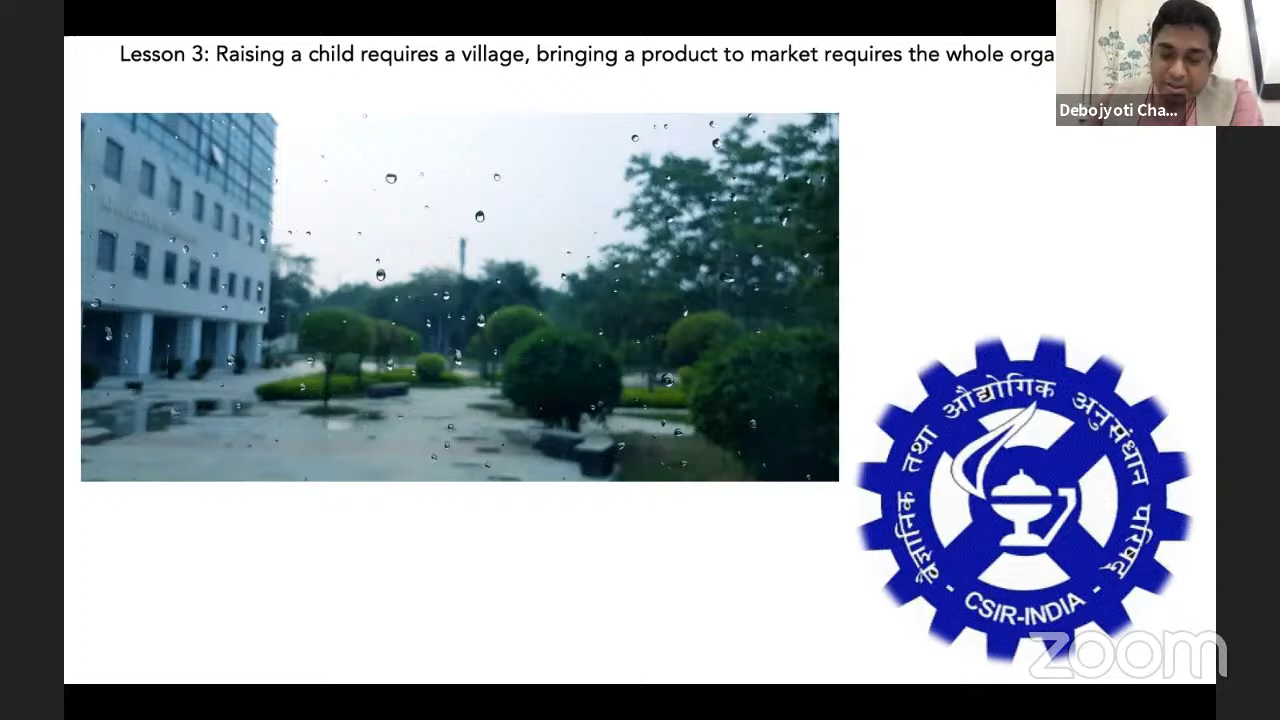 Lesson 3: Raising a child requires a village, bringing a product to market requires the whole orga
Debojyoti Cha...
वैज्ञानिक तथा औद्योगिक अनुसंधान परिषद्
- CSIR-INDIA -
zoom